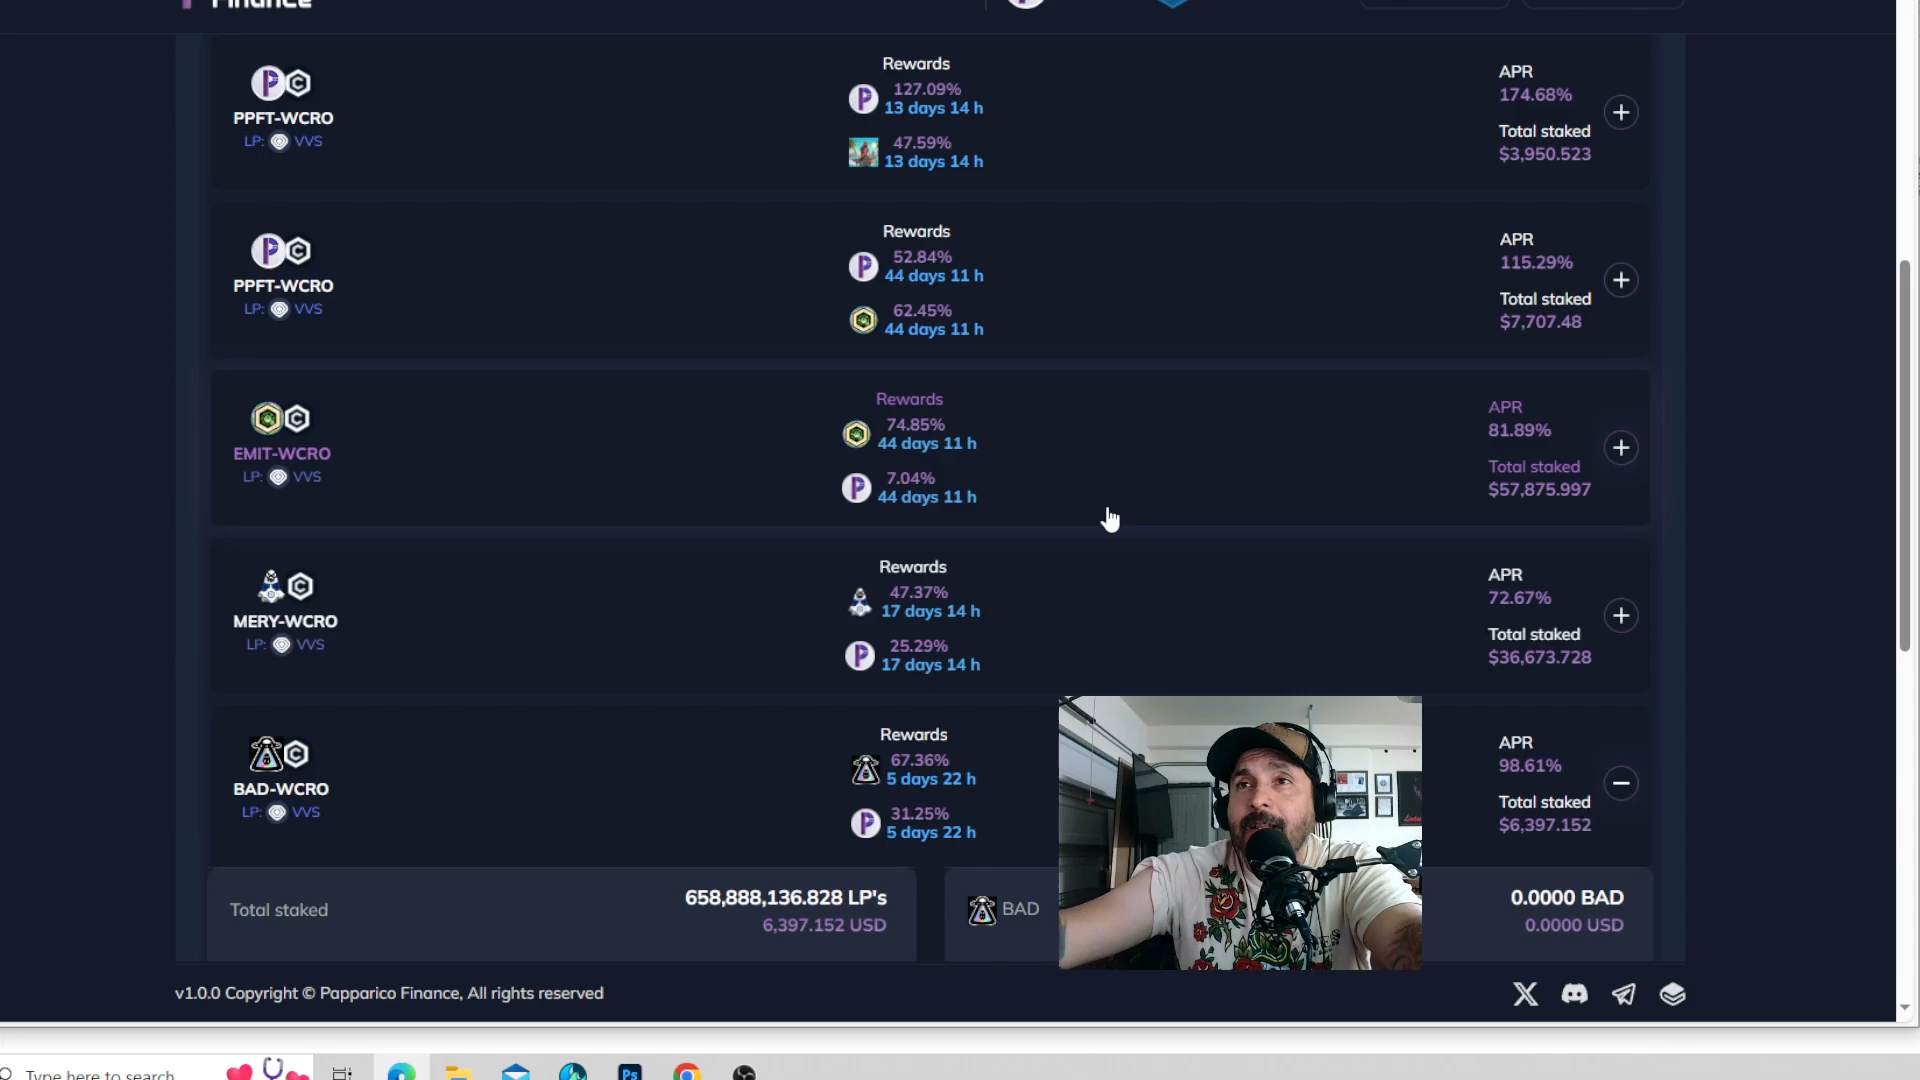 Finance
PPFT-WCRO
LP: VVS
Rewards
127.09%
13 days 14 h
47.59%
13 days 14 h
APR
174.68%
Total staked
$3,950.523
PPFT-WCRO
LP: VVS
Rewards
52.84%
44 days 11 h
62.45%
44 days 11 h
APR
115.29%
Total staked
$7,707.48
EMIT-WCRO
LP: VVS
Rewards
74.85%
44 days 11 h
7.04%
44 days 11 h
APR
81.89%
Total staked
$57,875.997
MERY-WCRO
LP: VVS
Rewards
47.37%
17 days 14 h
25.29%
17 days 14 h
APR
72.67%
Total staked
$36,673.728
BAD-WCRO
LP: VVS
Rewards
67.36%
5 days 22 h
31.25%
5 days 22 h
APR
98.61%
Total staked
$6,397.152
Total staked
658,888,136.828 LP's
6,397.152 USD
BAD
0.0000 BAD
0.0000 USD
v1.0.0 Copyright © Papparico Finance, All rights reserved
Type here to search
Ps